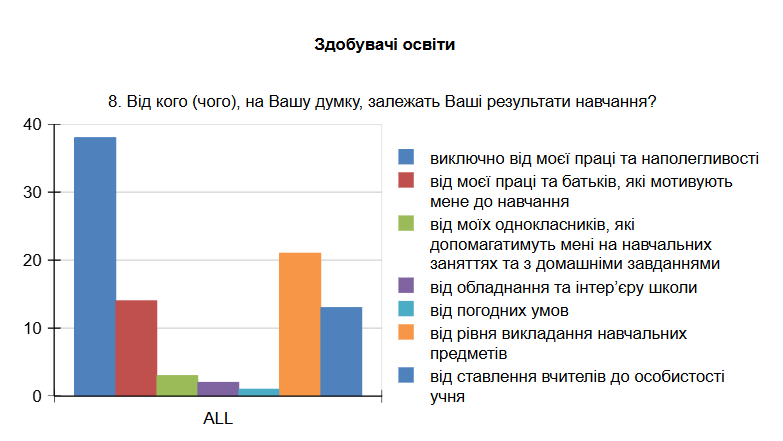 Здобувачі освіти
8. Від кого (чого), на Вашу думку, залежать Ваші результати навчання?
40
30
20
10
0
ALL
виключно від моєї праці та наполегливості
від моєї праці та батьків, які мотивують
мене до навчання
від моїх однокласників, які
допомагатимуть мені на навчальних
заняттях та з домашніми завданнями
від обладнання та інтер’єру школи
від погодних умов
від рівня викладання навчальних
предметів
від ставлення вчителів до особистості
учня